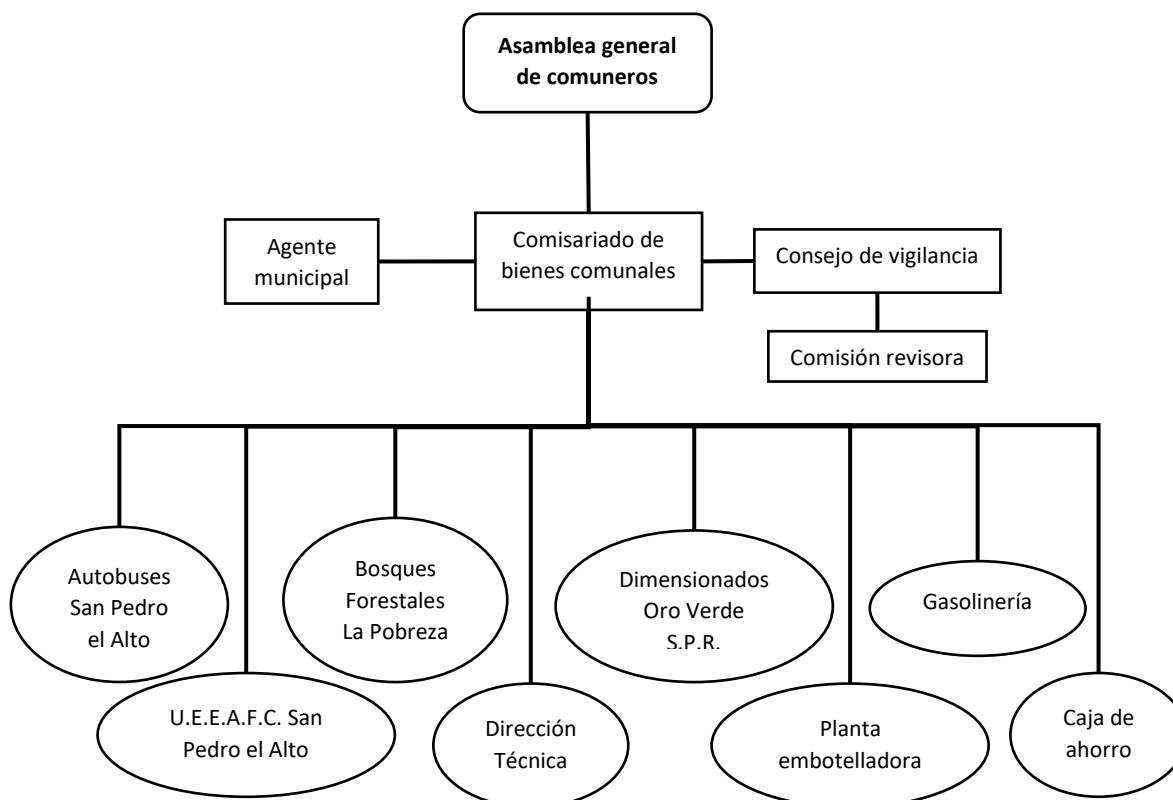 Asamblea general
de comuneros
Agente
municipal
Comisariado de
bienes comunales
Consejo de vigilancia
Comisión revisora
Autobuses
San Pedro
el Alto
U.E.E.A.F.C. San
Pedro el Alto
Bosques
Forestales
La Pobreza
Dirección
Técnica
Dimensionados
Oro Verde
S.P.R.
Planta
embotelladora
Gasolinería
Caja de
ahorro